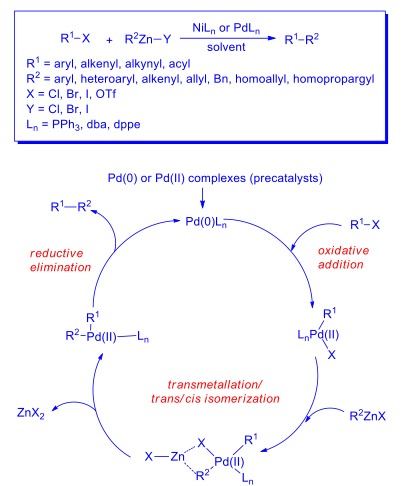 R¹–X + R²Zn–Y NiLₙ or PdLₙ solvent R¹–R²
R¹ = aryl, alkenyl, alkynyl, acyl
R² = aryl, heteroaryl, alkenyl, allyl, Bn, homoallyl, homopropargyl
X = Cl, Br, I, OTf
Y = Cl, Br, I
Lₙ = PPh₃, dba, dppe
Pd(0) or Pd(II) complexes (precatalysts)
R¹–R²
Pd(0)Lₙ
R¹–X
reductive
elimination
oxidative
addition
R¹
R²–Pd(II)–Lₙ
R¹
LₙPd(II)
X
transmetallation/
trans/cis isomerization
ZnX₂
R²ZnX
X–Zn
X
R¹
Pd(II)
R²
Lₙ